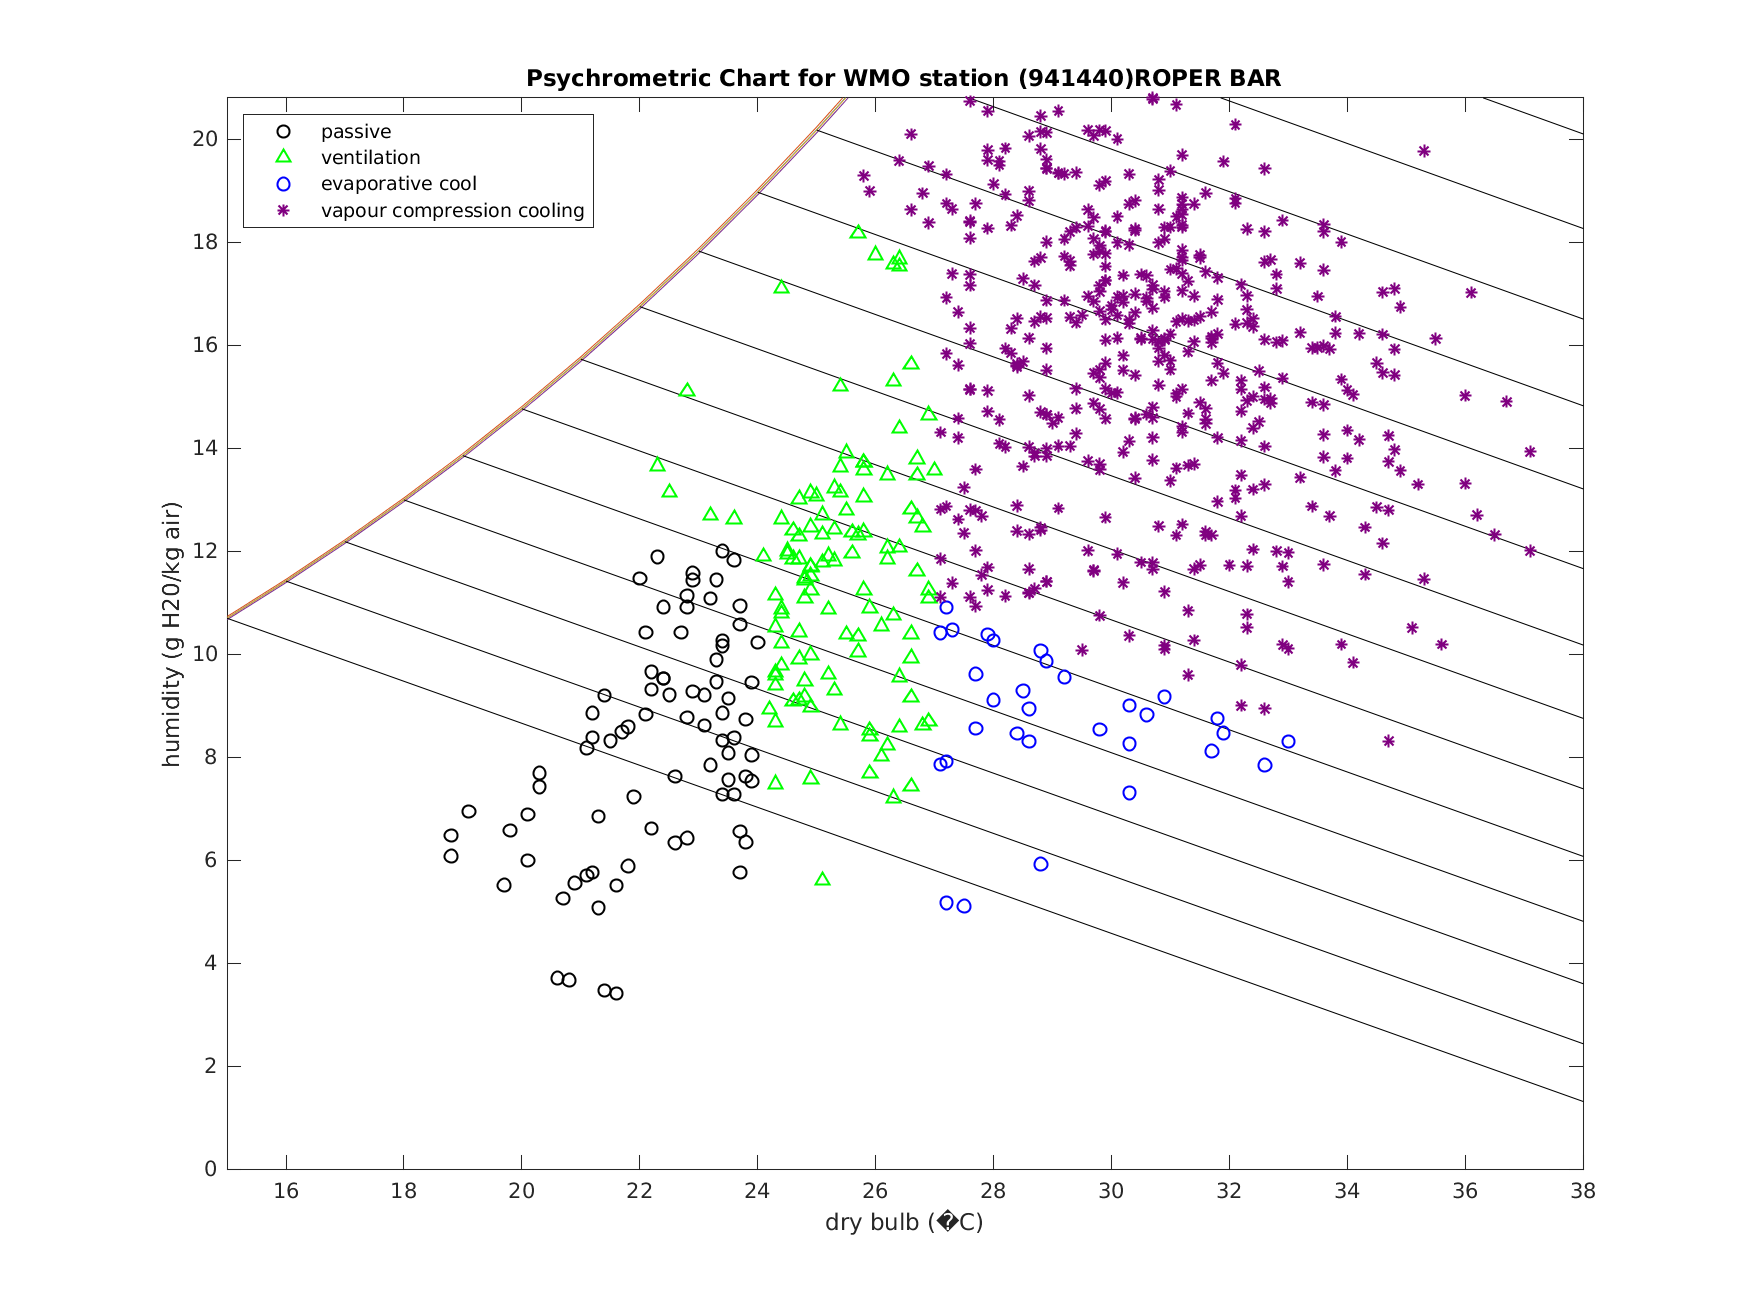 Psychrometric Chart for WMO station (941440)ROPER BAR
passive
ventilation
evaporative cool
vapour compression cooling
humidity (g H20/kg air)
20
18
16
14
12
10
8
6
4
2
0
16 18 20 22 24 26 28 30 32 34 36 38
dry bulb (�C)